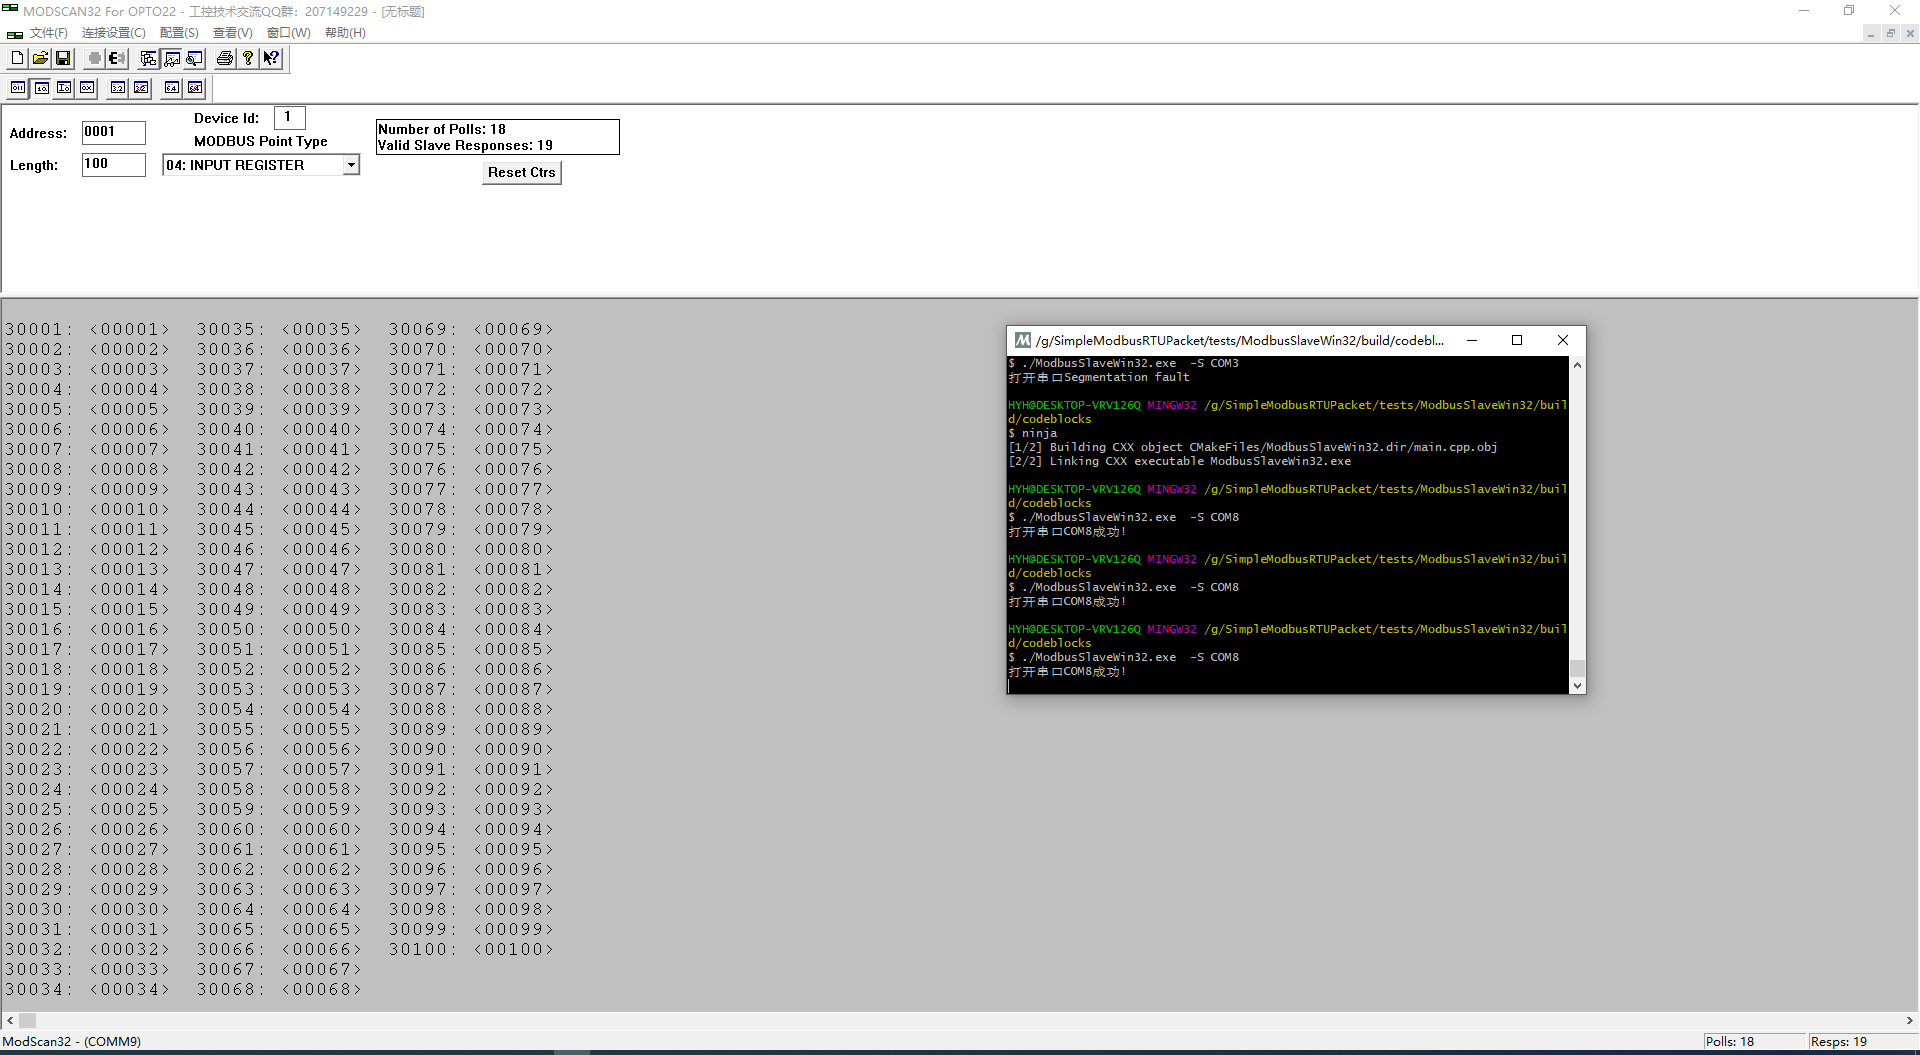 MODSCAN32 For OPTO22 - 工控技术交流QQ群：207149229 - [无标题]
文件(F) 连接设置(C) 配置(S) 查看(V) 窗口(W) 帮助(H)
Address: 0001
Device Id: 1
MODBUS Point Type
Length: 100
04: INPUT REGISTER
Number of Polls: 18
Valid Slave Responses: 19
Reset Ctrs
30001: <00001> 30035: <00035> 30069: <00069>
30002: <00002> 30036: <00036> 30070: <00070>
30003: <00003> 30037: <00037> 30071: <00071>
30004: <00004> 30038: <00038> 30072: <00072>
30005: <00005> 30039: <00039> 30073: <00073>
30006: <00006> 30040: <00040> 30074: <00074>
30007: <00007> 30041: <00041> 30075: <00075>
30008: <00008> 30042: <00042> 30076: <00076>
30009: <00009> 30043: <00043> 30077: <00077>
30010: <00010> 30044: <00044> 30078: <00078>
30011: <00011> 30045: <00045> 30079: <00079>
30012: <00012> 30046: <00046> 30080: <00080>
30013: <00013> 30047: <00047> 30081: <00081>
30014: <00014> 30048: <00048> 30082: <00082>
30015: <00015> 30049: <00049> 30083: <00083>
30016: <00016> 30050: <00050> 30084: <00084>
30017: <00017> 30051: <00051> 30085: <00085>
30018: <00018> 30052: <00052> 30086: <00086>
30019: <00019> 30053: <00053> 30087: <00087>
30020: <00020> 30054: <00054> 30088: <00088>
30021: <00021> 30055: <00055> 30089: <00089>
30022: <00022> 30056: <00056> 30090: <00090>
30023: <00023> 30057: <00057> 30091: <00091>
30024: <00024> 30058: <00058> 30092: <00092>
30025: <00025> 30059: <00059> 30093: <00093>
30026: <00026> 30060: <00060> 30094: <00094>
30027: <00027> 30061: <00061> 30095: <00095>
30028: <00028> 30062: <00062> 30096: <00096>
30029: <00029> 30063: <00063> 30097: <00097>
30030: <00030> 30064: <00064> 30098: <00098>
30031: <00031> 30065: <00065> 30099: <00099>
30032: <00032> 30066: <00066> 30100: <00100>
30033: <00033> 30067: <00067>
30034: <00034> 30068: <00068>
/g/SimpleModbusRTUPacket/tests/ModbusSlaveWin32/build/codebl...
$ ./ModbusSlaveWin32.exe  -S COM3
打开串口Segmentation fault
HYH@DESKTOP-VRV126Q MINGW32 /g/SimpleModbusRTUPacket/tests/ModbusSlaveWin32/buil
d/codeblocks
$ ninja
[1/2] Building CXX object CMakeFiles/ModbusSlaveWin32.dir/main.cpp.obj
[2/2] Linking CXX executable ModbusSlaveWin32.exe
HYH@DESKTOP-VRV126Q MINGW32 /g/SimpleModbusRTUPacket/tests/ModbusSlaveWin32/buil
d/codeblocks
$ ./ModbusSlaveWin32.exe  -S COM8
打开串口COM8成功!
HYH@DESKTOP-VRV126Q MINGW32 /g/SimpleModbusRTUPacket/tests/ModbusSlaveWin32/buil
d/codeblocks
$ ./ModbusSlaveWin32.exe  -S COM8
打开串口COM8成功!
HYH@DESKTOP-VRV126Q MINGW32 /g/SimpleModbusRTUPacket/tests/ModbusSlaveWin32/buil
d/codeblocks
$ ./ModbusSlaveWin32.exe  -S COM8
打开串口COM8成功!
ModScan32 - (COMM9)
Polls: 18
Resps: 19